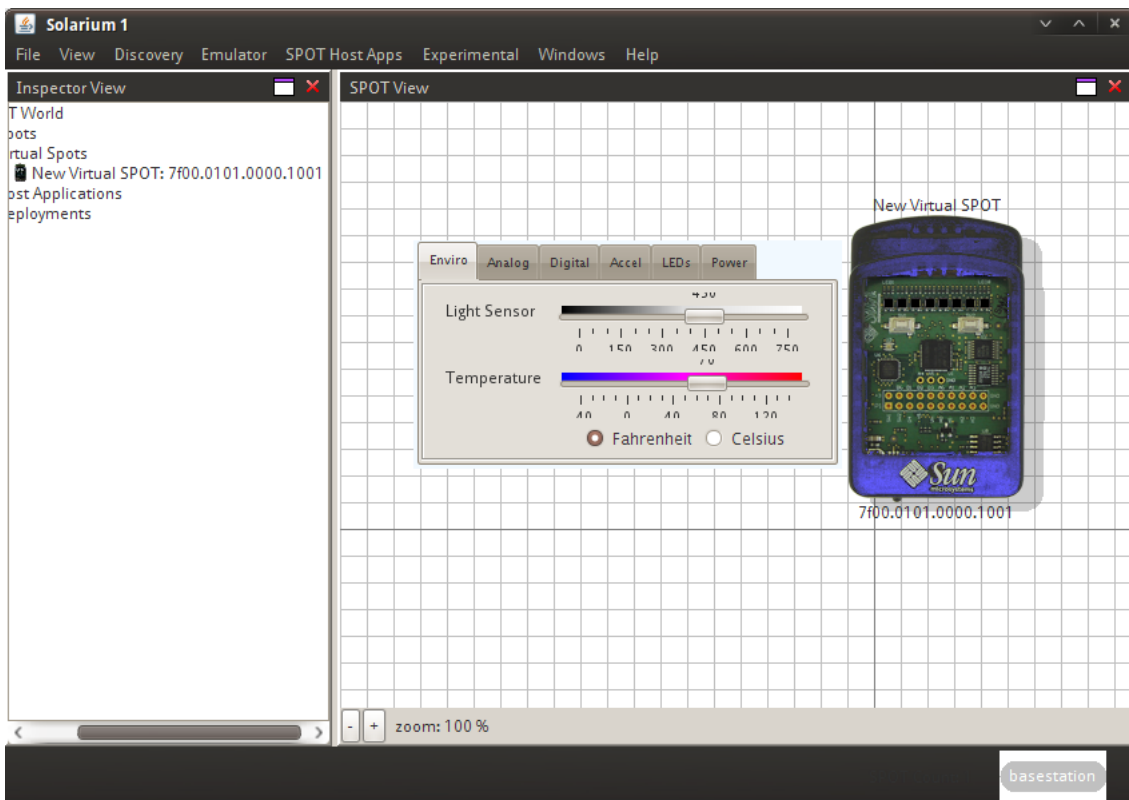 Solarium 1
File View Discovery Emulator SPOT Host Apps Experimental Windows Help
Inspector View
SPOT View
T World
pots
rtual Spots
New Virtual SPOT: 7f00.0101.0000.1001
ost Applications
eployments
New Virtual SPOT
Enviro Analog Digital Accel LEDs Power
450
Light Sensor
0 150 300 450 600 750
70
Temperature
40 0 40 80 120
Fahrenheit Celsius
Sun
microsystems
7f00.0101.0000.1001
- + zoom: 100 %
basestation